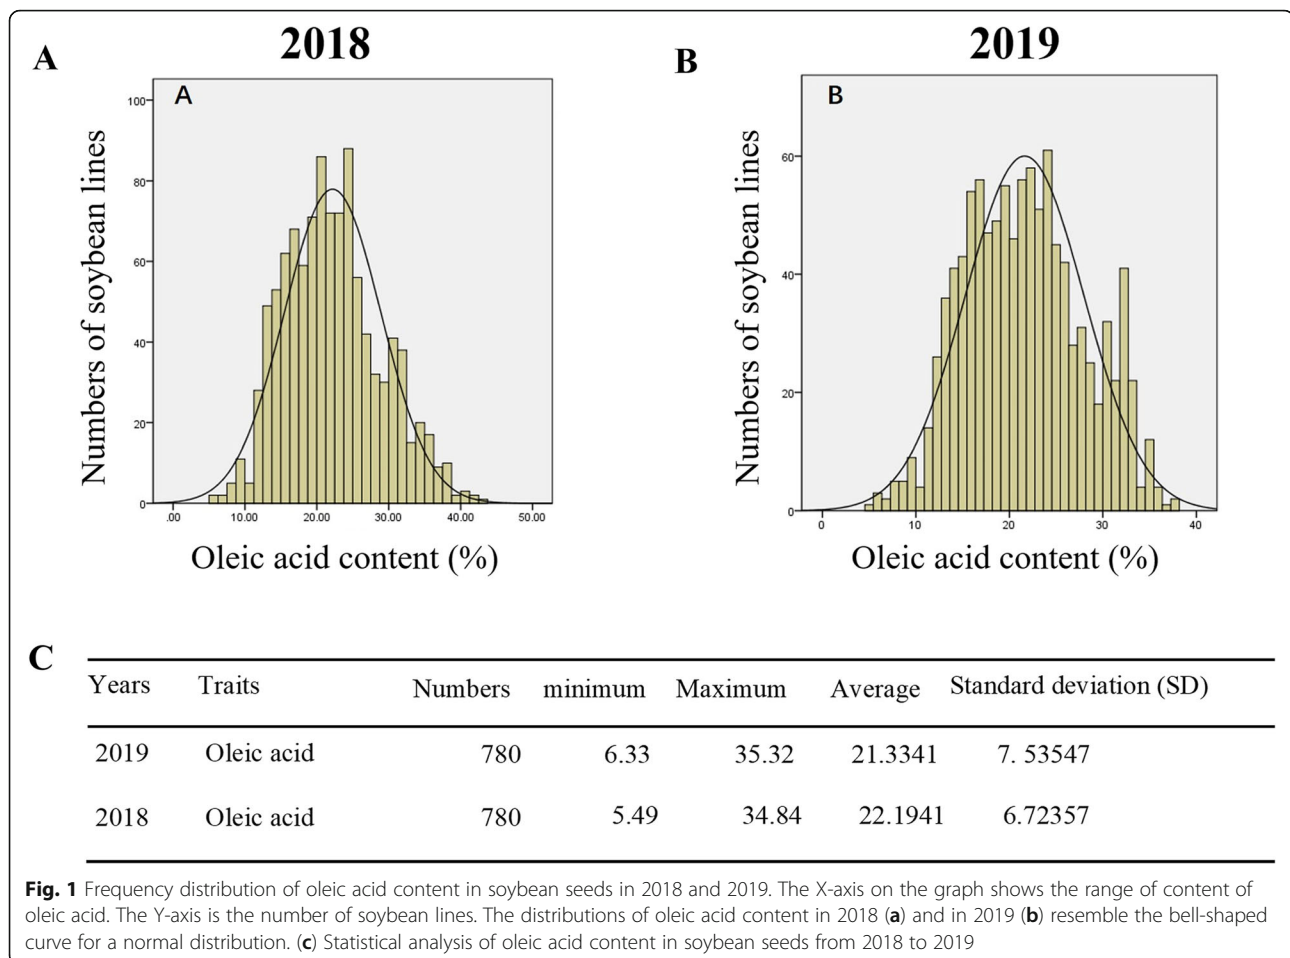 A
2018
A
Numbers of soybean lines
100
80
60
40
20
0
.00 10.00 20.00 30.00 40.00 50.00
Oleic acid content (%)
B
2019
B
Numbers of soybean lines
60
40
20
0
0 10 20 30 40
Oleic acid content (%)
C
Years Traits Numbers minimum Maximum Average Standard deviation (SD)
2019 Oleic acid 780 6.33 35.32 21.3341 7. 53547
2018 Oleic acid 780 5.49 34.84 22.1941 6.72357
Fig. 1 Frequency distribution of oleic acid content in soybean seeds in 2018 and 2019. The X-axis on the graph shows the range of content of
oleic acid. The Y-axis is the number of soybean lines. The distributions of oleic acid content in 2018 (a) and in 2019 (b) resemble the bell-shaped
curve for a normal distribution. (c) Statistical analysis of oleic acid content in soybean seeds from 2018 to 2019